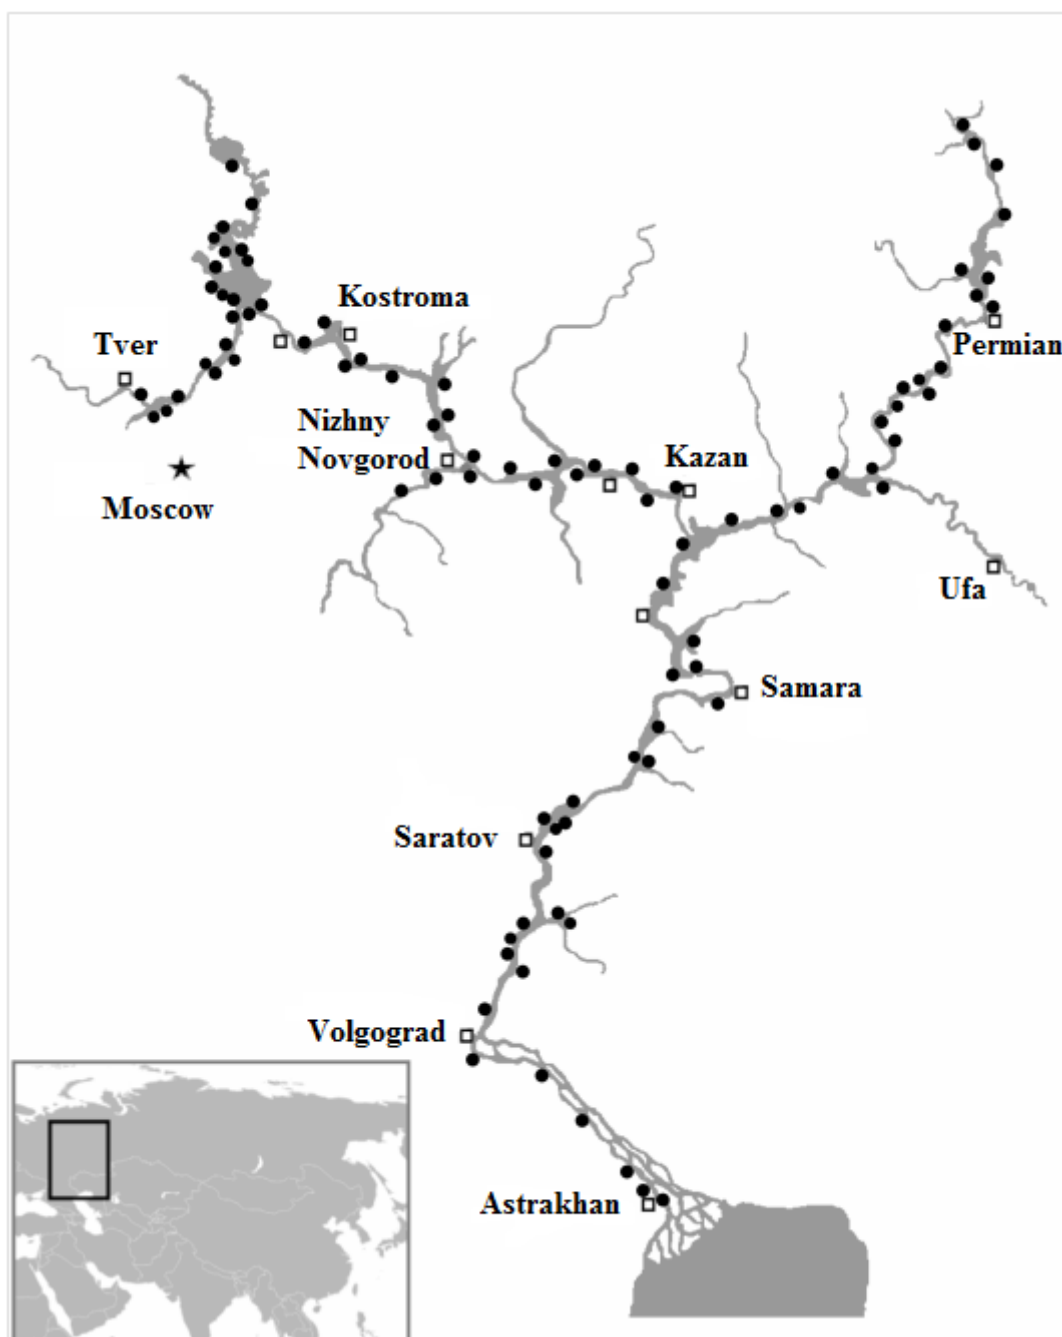 Kostroma
Tver
Permian
Nizhny
Novgorod
Kazan
Moscow
Ufa
Samara
Saratov
Volgograd
Astrakhan